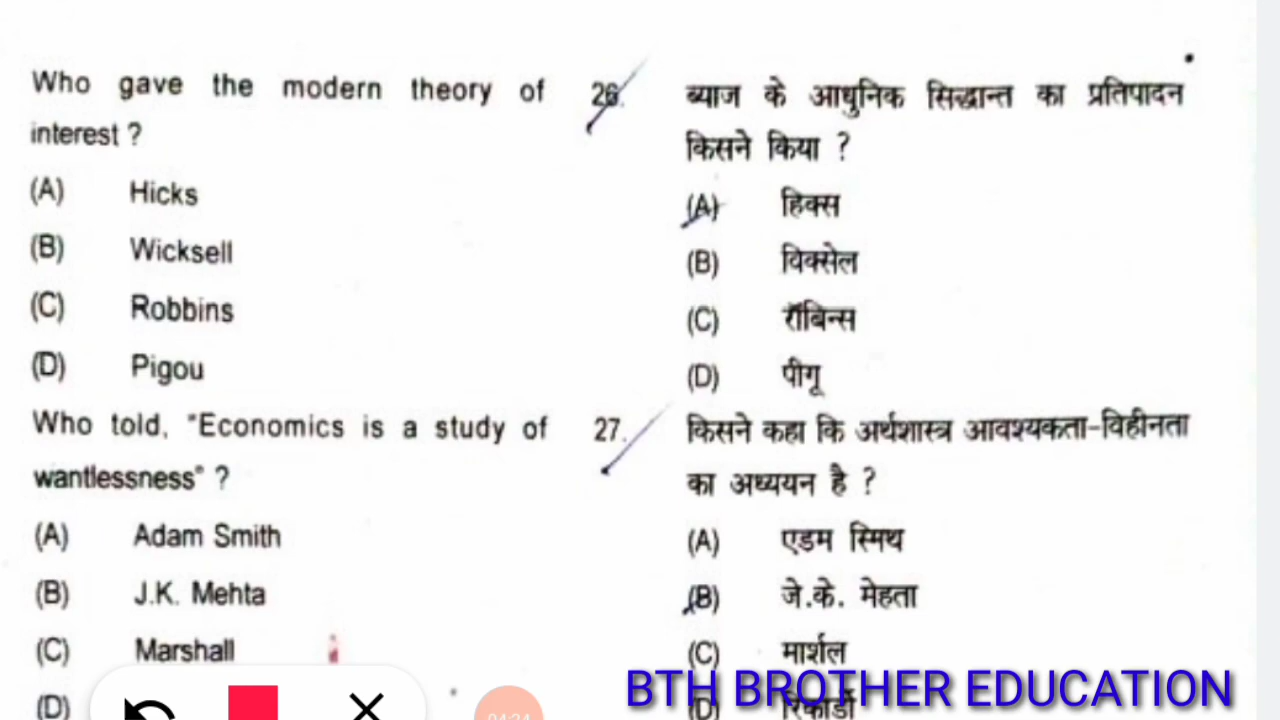 Who gave the modern theory of
interest ?
(A) Hicks
(B) Wicksell
(C) Robbins
(D) Pigou
Who told, "Economics is a study of
wantlessness" ?
(A) Adam Smith
(B) J.K. Mehta
(C) Marshall
(D)
26. ब्याज के आधुनिक सिद्धान्त का प्रतिपादन
किसने किया ?
(A) हिक्स
(B) विक्सेल
(C) रॉबिन्स
(D) पीगू
27. किसने कहा कि अर्थशास्त्र आवश्यकता-विहीनता
का अध्ययन है ?
(A) एडम स्मिथ
(B) जे.के. मेहता
(C) मार्शल
(D) रिकार्डो
BTH BROTHER EDUCATION
04:24